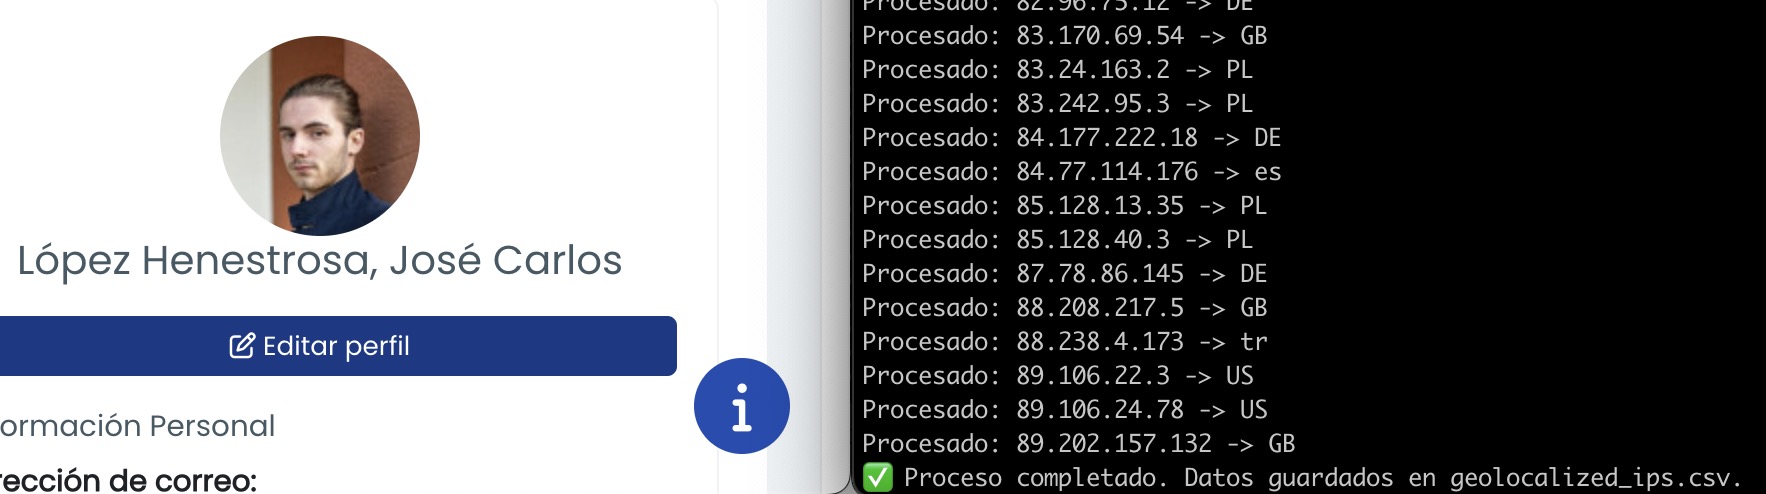 López Henestrosa, José Carlos
Editar perfil
ormación Personal
rección de correo:
Procesado: 82.96.75.12 -> DE
Procesado: 83.170.69.54 -> GB
Procesado: 83.24.163.2 -> PL
Procesado: 83.242.95.3 -> PL
Procesado: 84.177.222.18 -> DE
Procesado: 84.77.114.176 -> es
Procesado: 85.128.13.35 -> PL
Procesado: 85.128.40.3 -> PL
Procesado: 87.78.86.145 -> DE
Procesado: 88.208.217.5 -> GB
Procesado: 88.238.4.173 -> tr
Procesado: 89.106.22.3 -> US
Procesado: 89.106.24.78 -> US
Procesado: 89.202.157.132 -> GB
✅ Proceso completado. Datos guardados en geolocalized_ips.csv.